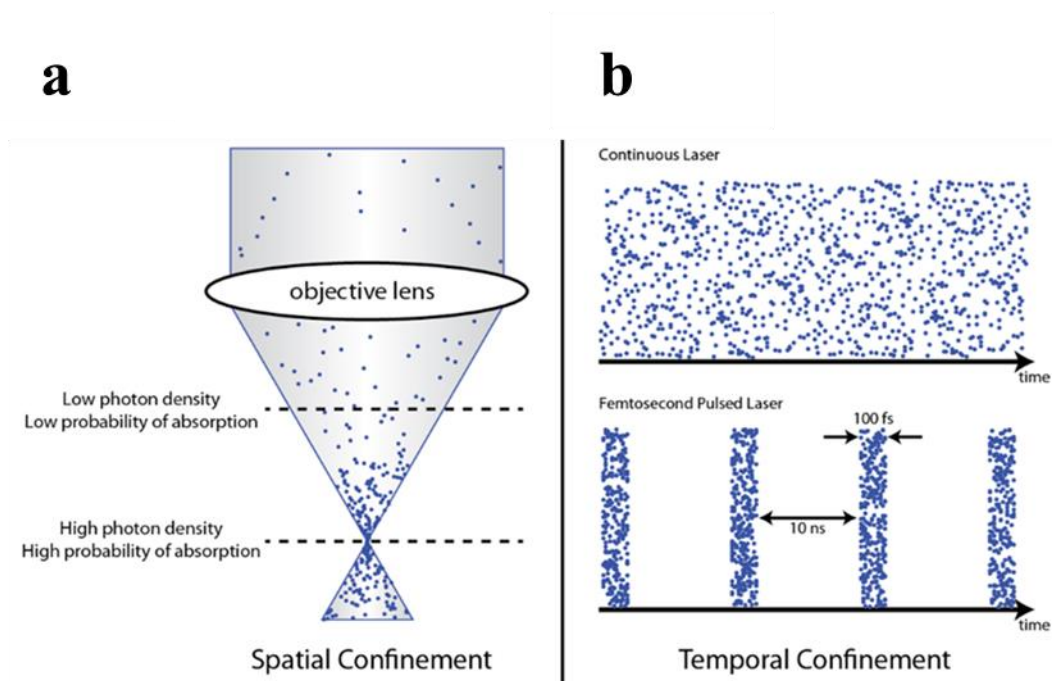 a
objective lens
Low photon density
Low probability of absorption
High photon density
High probability of absorption
Spatial Confinement
b
Continuous Laser
time
Femtosecond Pulsed Laser
100 fs
10 ns
time
Temporal Confinement